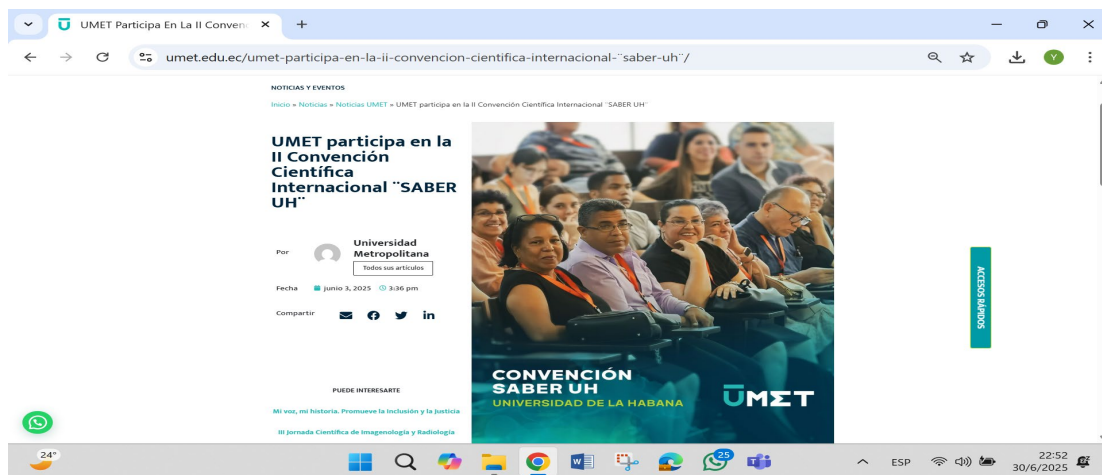 UMET Participa En La II Conven
umet.edu.ec/umet-participa-en-la-ii-convencion-cientifica-internacional-¨saber-uh¨/
Y
NOTICIAS Y EVENTOS
Inicio » Noticias » Noticias UMET » UMET participa en la II Convención Científica Internacional ¨SABER UH¨
UMET participa en la
II Convención
Científica
Internacional ¨SABER
UH¨
Por
Universidad
Metropolitana
Todos sus artículos
Fecha
junio 3, 2025
3:36 pm
Compartir
PUEDE INTERESARTE
Mi voz, mi historia. Promueve la inclusión y la justicia
III Jornada Científica de Imagenología y Radiología
CONVENCIÓN
SABER UH
UNIVERSIDAD DE LA HABANA
UMET
ACCESOS RÁPIDOS
24°
25
ESP
22:52
30/6/2025